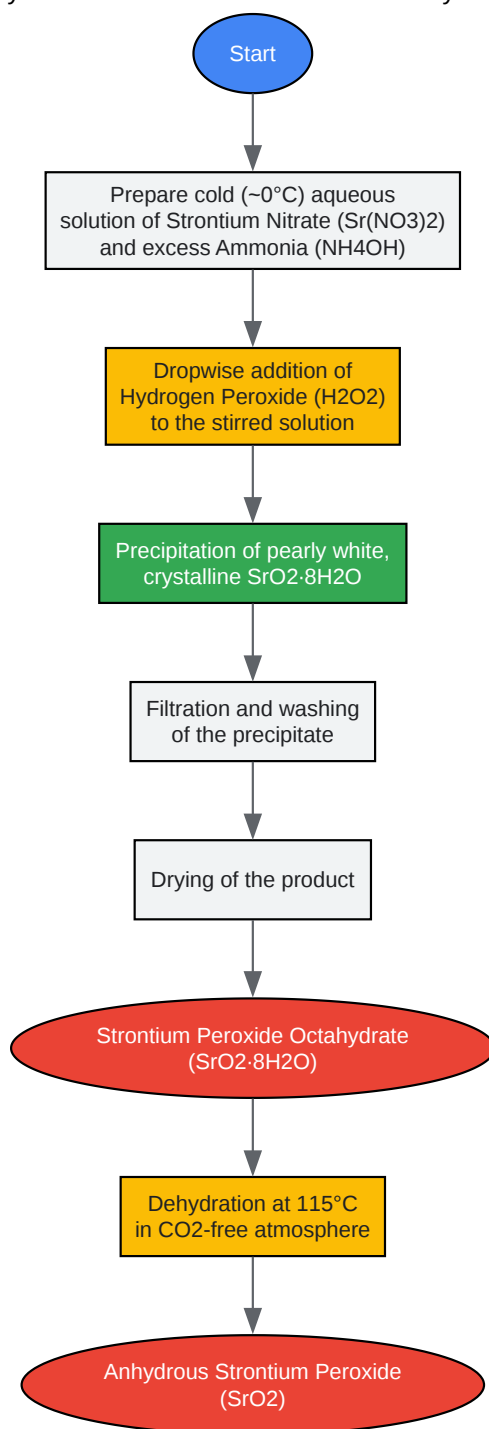 Start
Prepare cold (~0°C) aqueous
solution of Strontium Nitrate (Sr(NO3)2)
and excess Ammonia (NH4OH)
Dropwise addition of
Hydrogen Peroxide (H2O2)
to the stirred solution
Precipitation of pearly white,
crystalline SrO2·8H2O
Filtration and washing
of the precipitate
Drying of the product
Strontium Peroxide Octahydrate
(SrO2·8H2O)
Dehydration at 115°C
in CO2-free atmosphere
Anhydrous Strontium Peroxide
(SrO2)